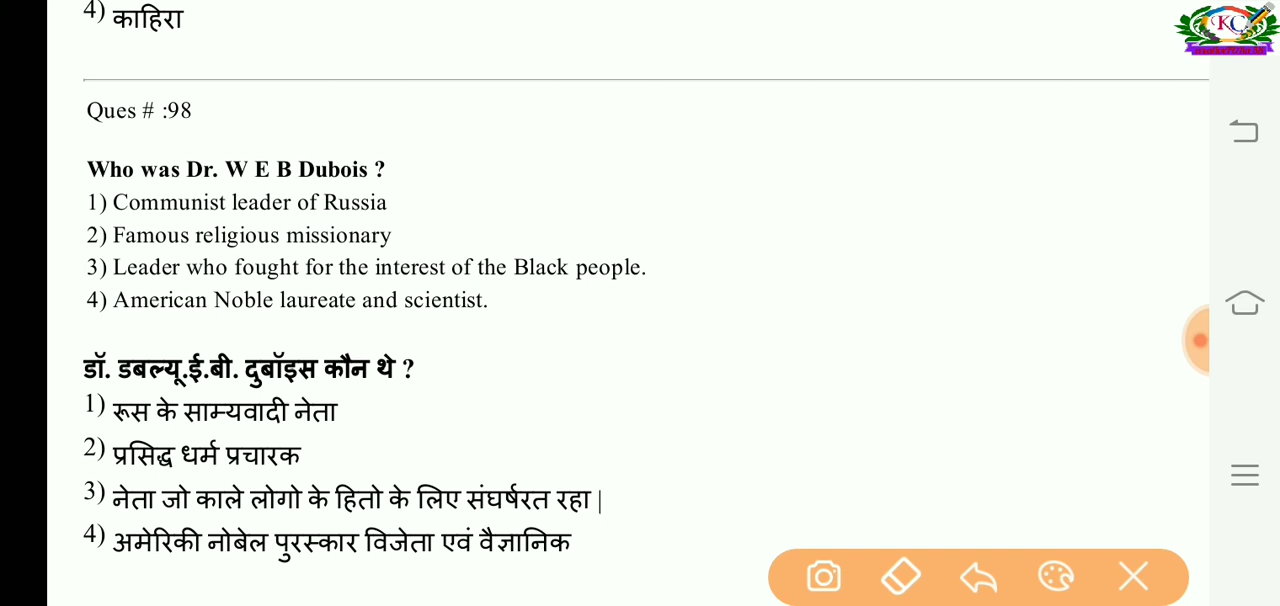 4) काहिरा
KC
Ques # :98
Who was Dr. W E B Dubois ?
1) Communist leader of Russia
2) Famous religious missionary
3) Leader who fought for the interest of the Black people.
4) American Noble laureate and scientist.
डॉ. डबल्यू.ई.बी. दुबॉइस कौन थे ?
1) रूस के साम्यवादी नेता
2) प्रसिद्ध धर्म प्रचारक
3) नेता जो काले लोगो के हितो के लिए संघर्षरत रहा |
4) अमेरिकी नोबेल पुरस्कार विजेता एवं वैज्ञानिक